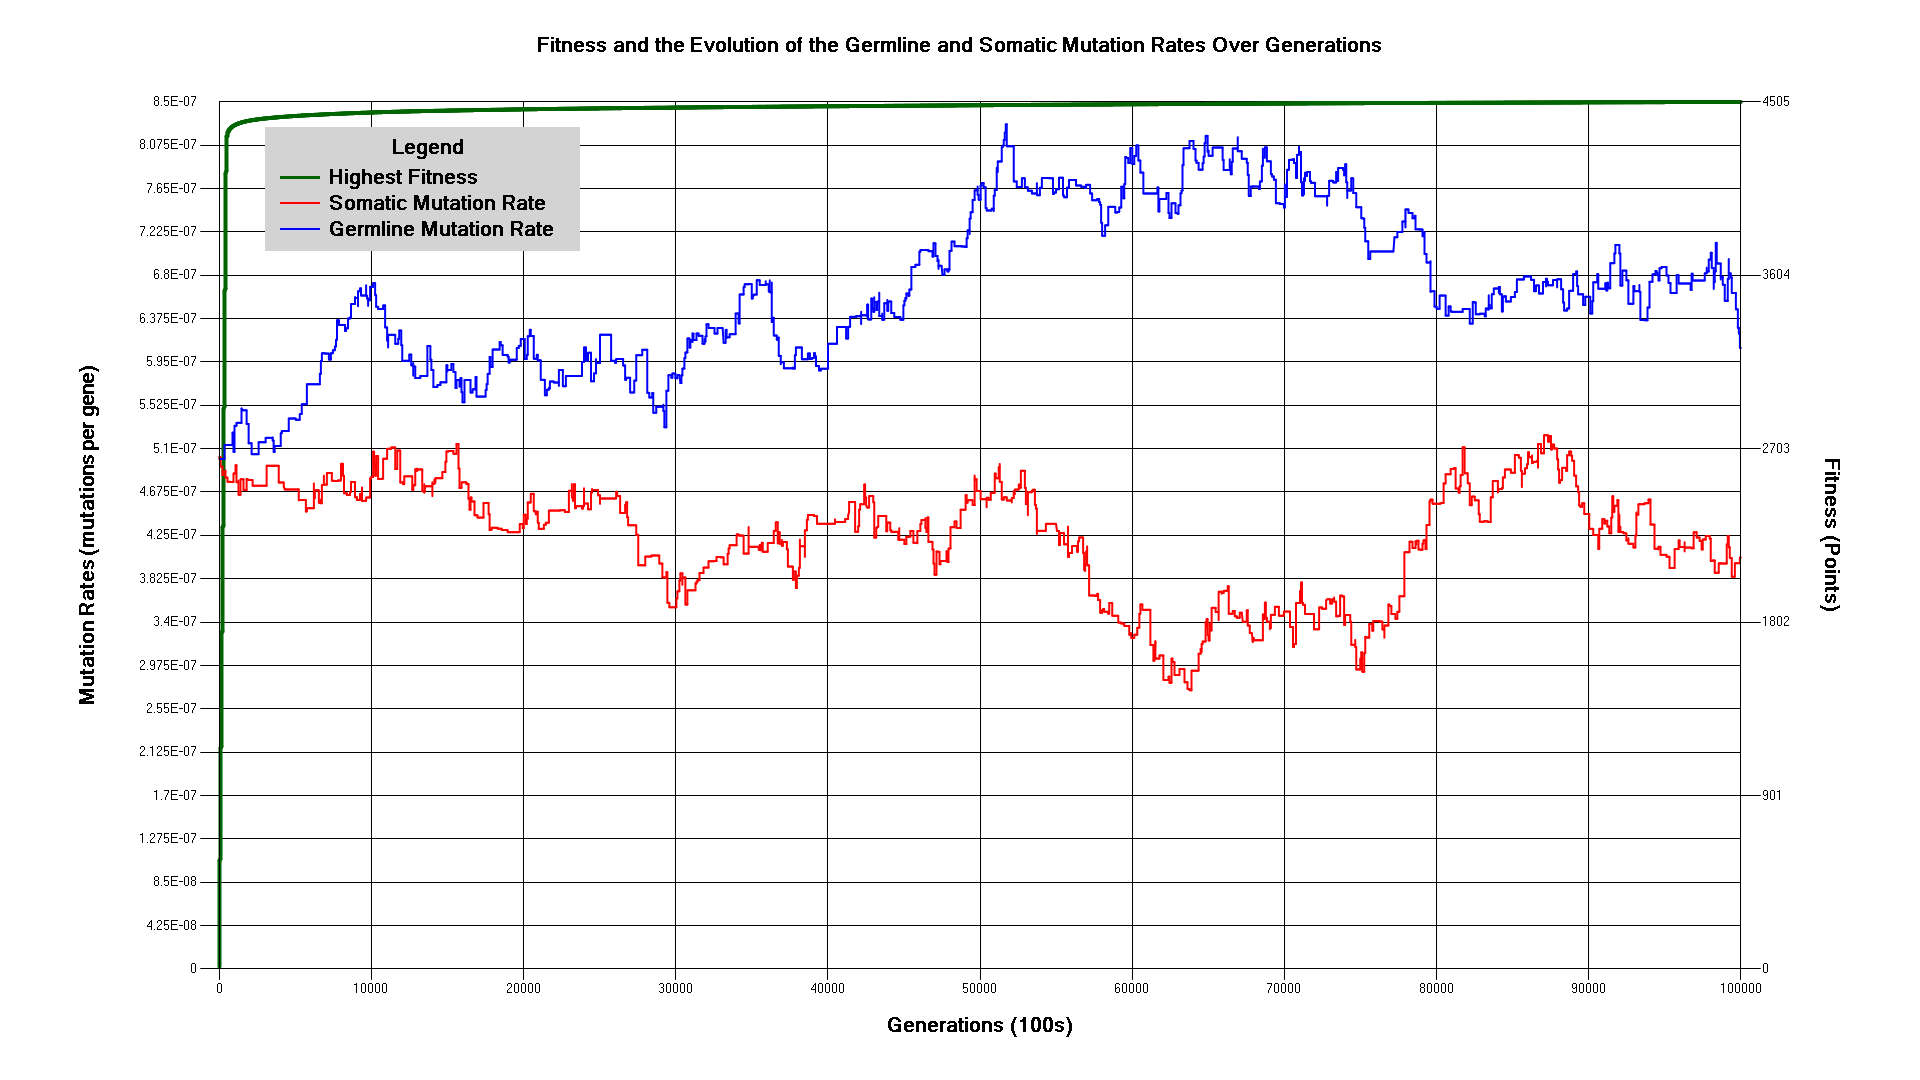 Fitness and the Evolution of the Germline and Somatic Mutation Rates Over Generations
8.5E-07
8.075E-07
7.65E-07
7.225E-07
6.8E-07
6.375E-07
5.95E-07
5.525E-07
5.1E-07
4.675E-07
4.25E-07
3.825E-07
3.4E-07
2.975E-07
2.55E-07
2.125E-07
1.7E-07
1.275E-07
8.5E-08
4.25E-08
0
Mutation Rates (mutations per gene)
Legend
Highest Fitness
Somatic Mutation Rate
Germline Mutation Rate
4505
3604
2703
1802
901
0
Fitness (Points)
0 10000 20000 30000 40000 50000 60000 70000 80000 90000 100000
Generations (100s)